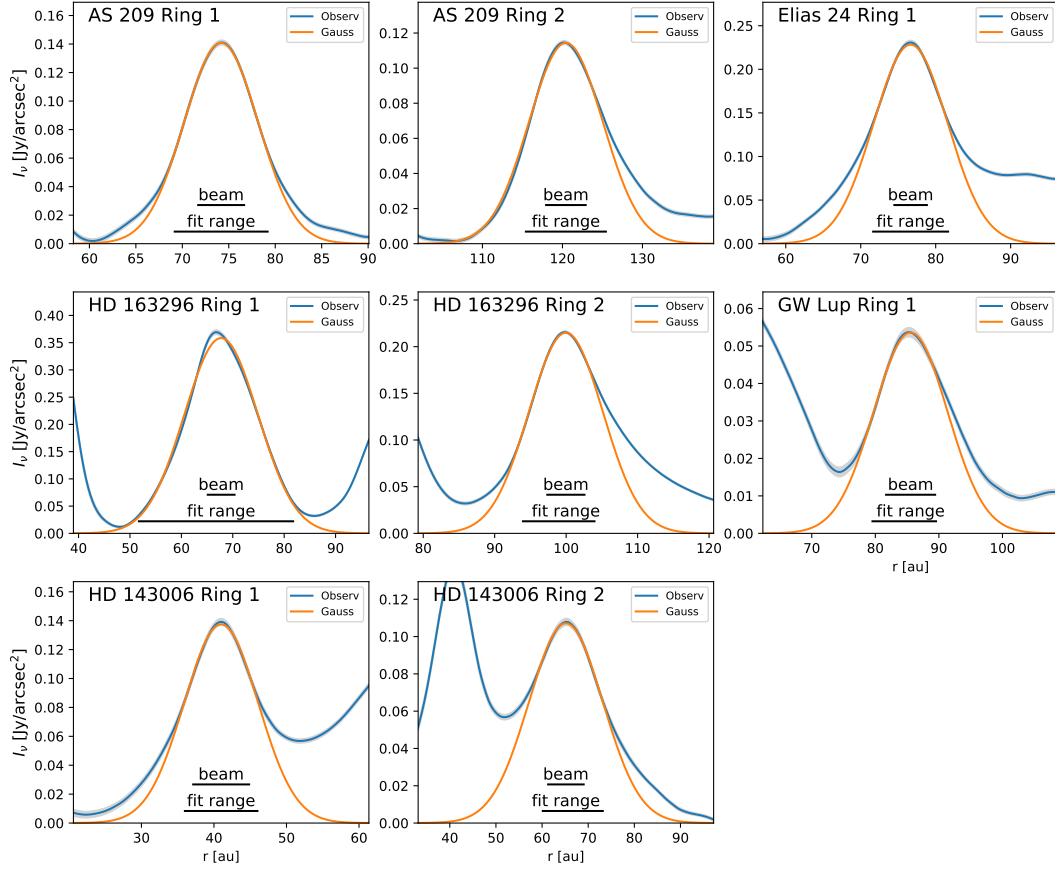 AS 209 Ring 1
Observ
Gauss
beam
fit range
I_ν [Jy/arcsec²]
0.00
0.02
0.04
0.06
0.08
0.10
0.12
0.14
0.16
60 65 70 75 80 85 90
AS 209 Ring 2
Observ
Gauss
beam
fit range
0.00
0.02
0.04
0.06
0.08
0.10
0.12
110 120 130
Elias 24 Ring 1
Observ
Gauss
beam
fit range
0.00
0.05
0.10
0.15
0.20
0.25
60 70 80 90
HD 163296 Ring 1
Observ
Gauss
beam
fit range
I_ν [Jy/arcsec²]
0.00
0.05
0.10
0.15
0.20
0.25
0.30
0.35
0.40
40 50 60 70 80 90
HD 163296 Ring 2
Observ
Gauss
beam
fit range
0.00
0.05
0.10
0.15
0.20
0.25
80 90 100 110 120
GW Lup Ring 1
Observ
Gauss
beam
fit range
0.00
0.01
0.02
0.03
0.04
0.05
0.06
70 80 90 100
r [au]
HD 143006 Ring 1
Observ
Gauss
beam
fit range
I_ν [Jy/arcsec²]
0.00
0.02
0.04
0.06
0.08
0.10
0.12
0.14
0.16
30 40 50 60
r [au]
HD 143006 Ring 2
Observ
Gauss
beam
fit range
0.00
0.02
0.04
0.06
0.08
0.10
0.12
40 50 60 70 80 90
r [au]